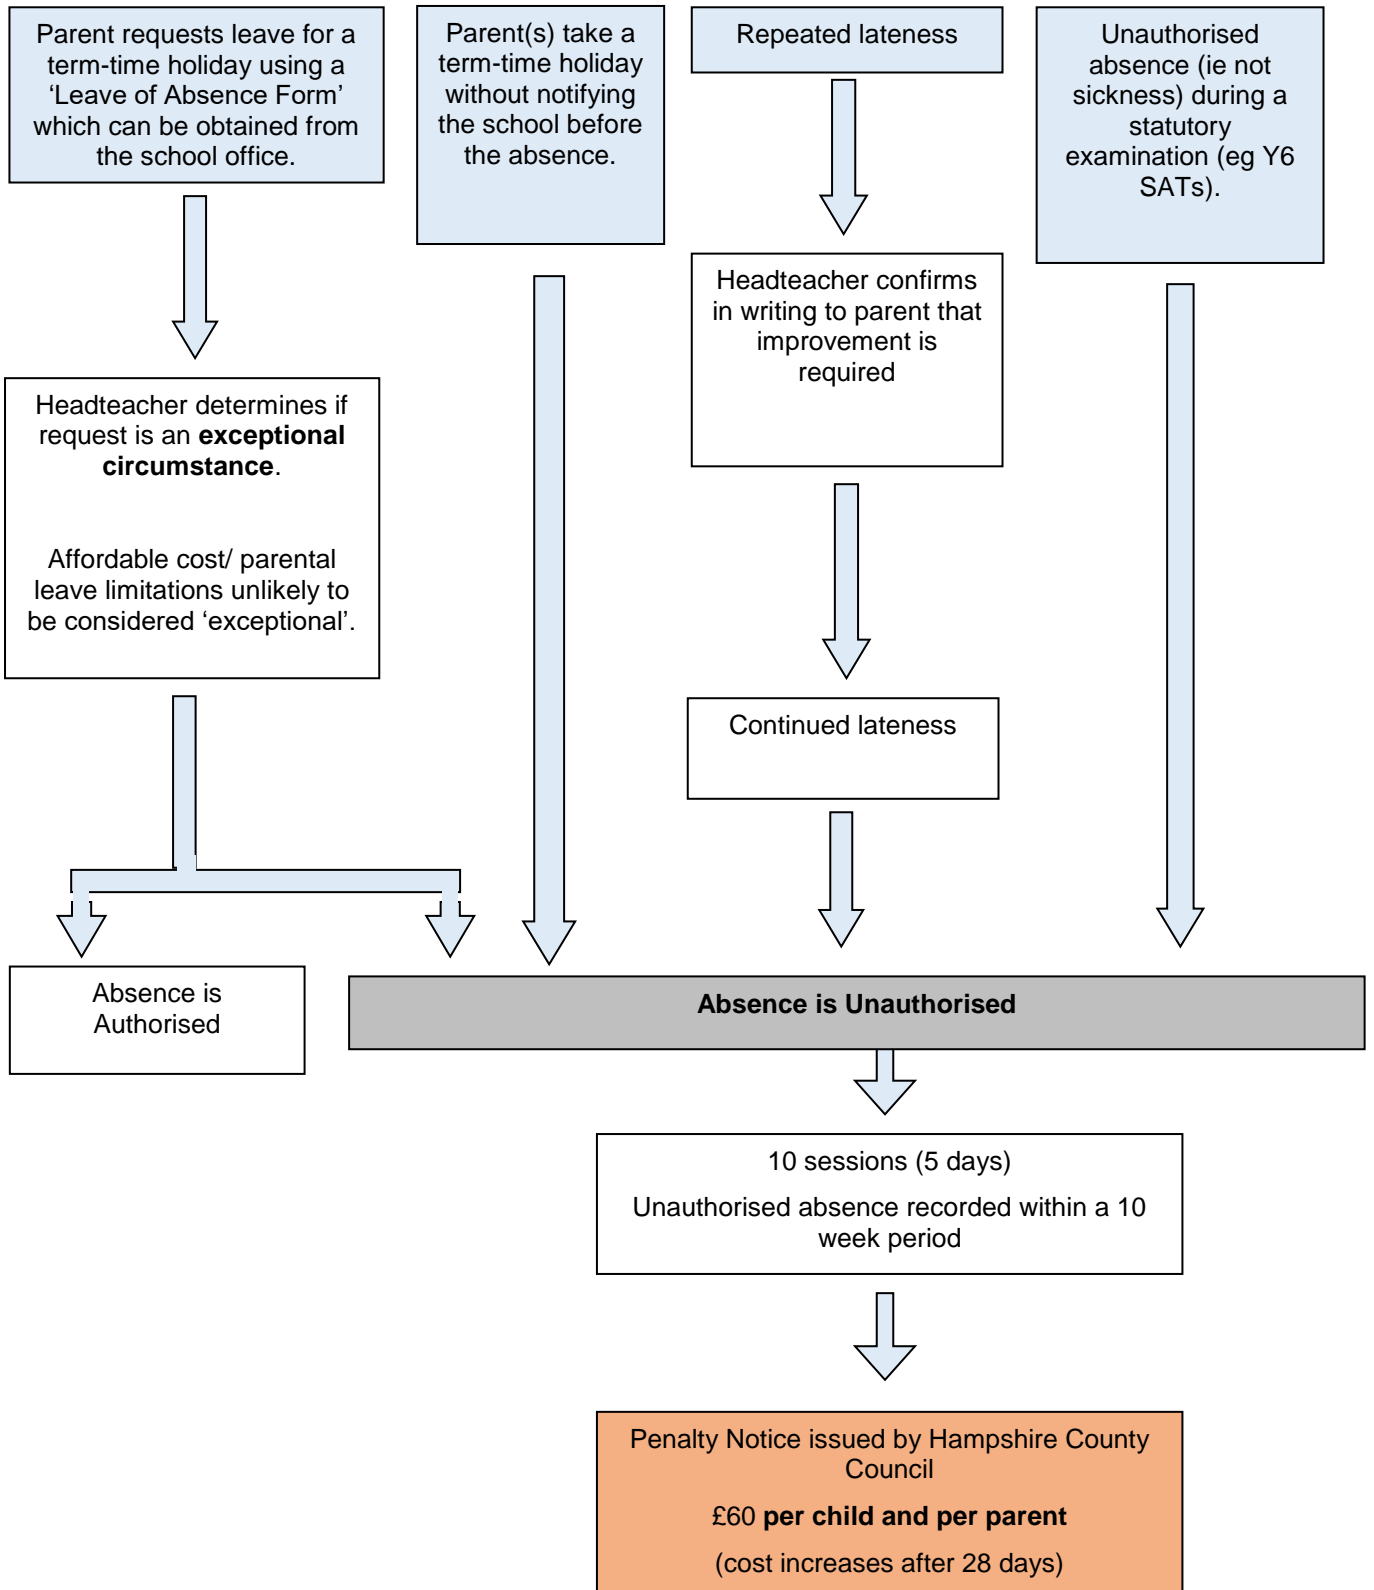 Parent requests leave for a
term-time holiday using a
‘Leave of Absence Form’
which can be obtained from
the school office.
Parent(s) take a
term-time holiday
without notifying
the school before
the absence.
Repeated lateness
Unauthorised
absence (ie not
sickness) during a
statutory
examination (eg Y6
SATs).
Headteacher confirms
in writing to parent that
improvement is
required
Headteacher determines if
request is an exceptional
circumstance.
Affordable cost/ parental
leave limitations unlikely to
be considered ‘exceptional’.
Continued lateness
Absence is
Authorised
Absence is Unauthorised
10 sessions (5 days)
Unauthorised absence recorded within a 10
week period
Penalty Notice issued by Hampshire County
Council
£60 per child and per parent
(cost increases after 28 days)